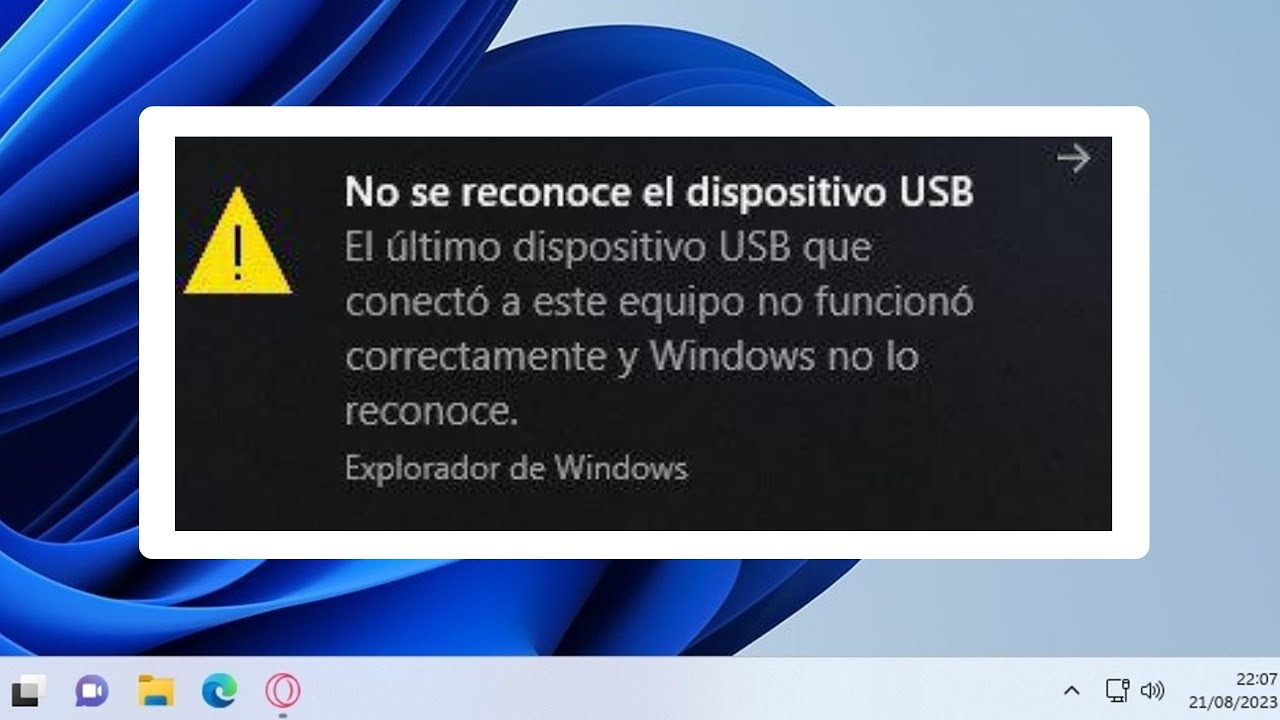 No se reconoce el dispositivo USB
El último dispositivo USB que
conectó a este equipo no funcionó
correctamente y Windows no lo
reconoce.
Explorador de Windows
22:07
21/08/2023